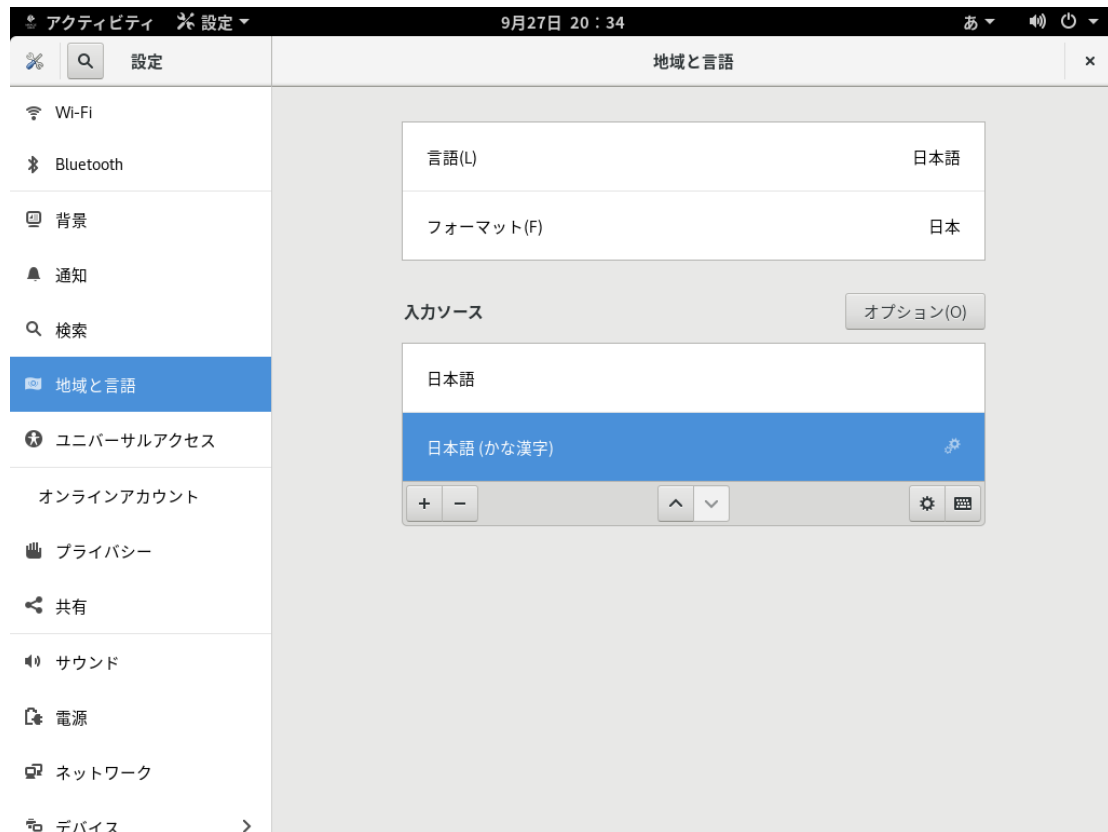 アクティビティ 設定 9月27日 20:34 あ
設定 地域と言語
Wi-Fi
Bluetooth
背景
通知
検索
地域と言語
ユニバーサルアクセス
オンラインアカウント
プライバシー
共有
サウンド
電源
ネットワーク
デバイス
言語(L) 日本語
フォーマット(F) 日本
入力ソース オプション(O)
日本語
日本語 (かな漢字)